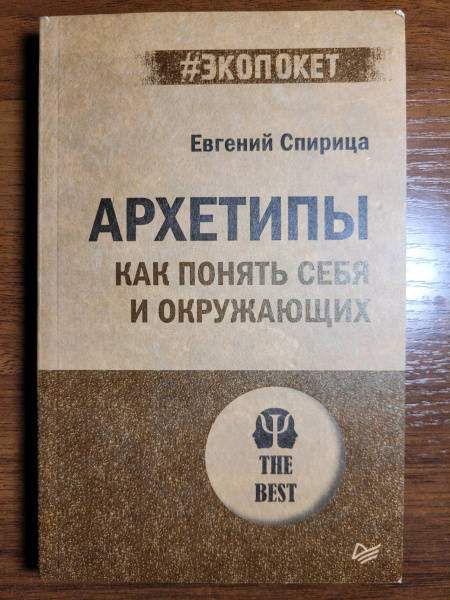 #ЭКОПОКЕТ
Евгений Спирица
АРХЕТИПЫ
КАК ПОНЯТЬ СЕБЯ
И ОКРУЖАЮЩИХ
Ψ
THE
BEST